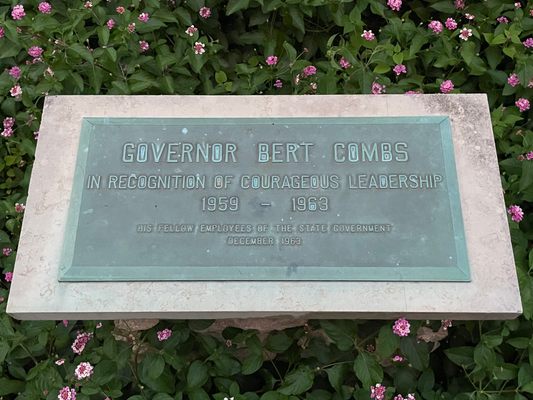 GOVERNOR BERT COMBS
IN RECOGNITION OF COURAGEOUS LEADERSHIP
1959 - 1963
HIS FELLOW EMPLOYEES OF THE STATE GOVERNMENT
DECEMBER 1963